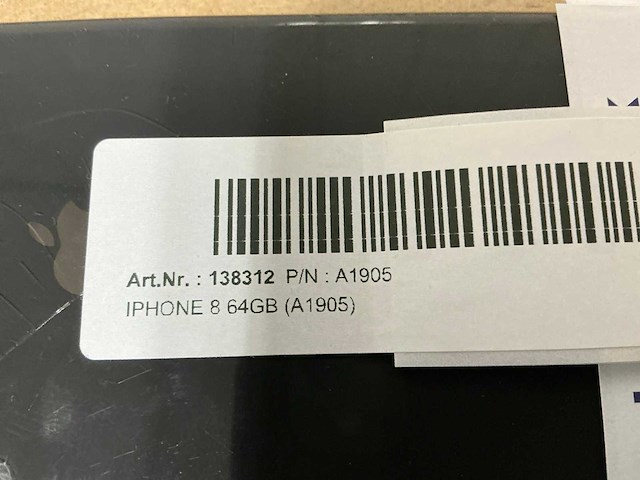 Art.Nr. : 138312 P/N : A1905
IPHONE 8 64GB (A1905)